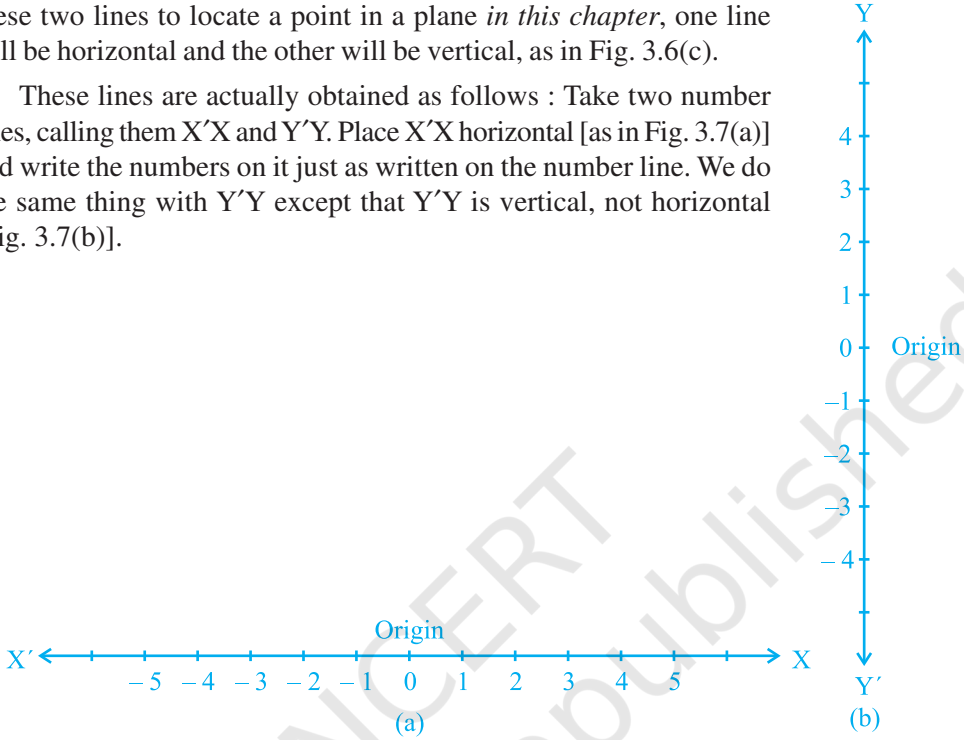 ese two lines to locate a point in a plane in this chapter, one line
ll be horizontal and the other will be vertical, as in Fig. 3.6(c).
These lines are actually obtained as follows : Take two number
es, calling them X′X and Y′Y. Place X′X horizontal [as in Fig. 3.7(a)]
d write the numbers on it just as written on the number line. We do
e same thing with Y′Y except that Y′Y is vertical, not horizontal
ig. 3.7(b)].
Y
4
3
2
1
0 Origin
–1
–2
–3
– 4
Y′
(b)
Origin
X′ X
– 5 – 4 – 3 – 2 – 1 0 1 2 3 4 5
(a)
NCERT
published